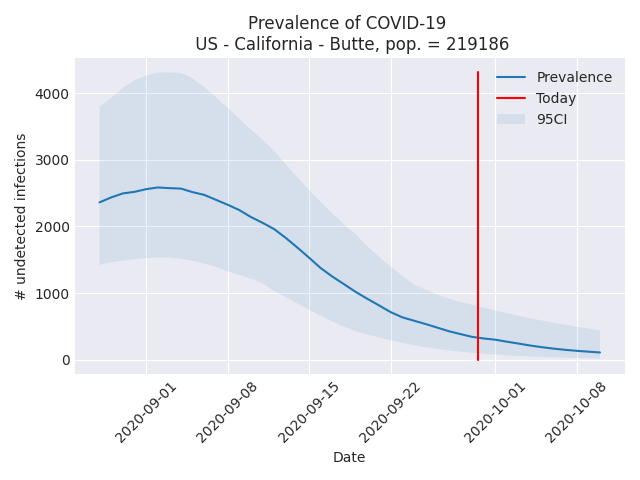 Prevalence of COVID-19
US - California - Butte, pop. = 219186
Prevalence
Today
95CI
# undetected infections
4000
3000
2000
1000
0
2020-09-01
2020-09-08
2020-09-15
2020-09-22
2020-10-01
2020-10-08
Date